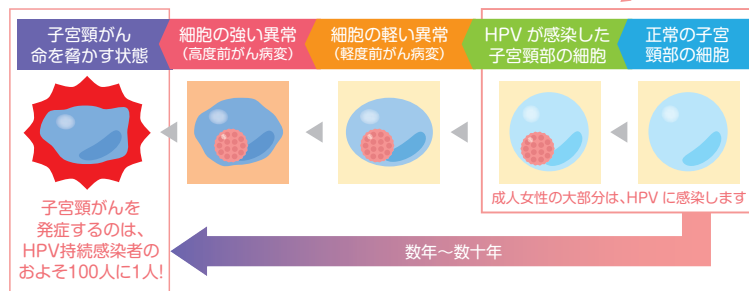 子宮頸がん
命を脅かす状態
細胞の強い異常
(高度前がん病変)
細胞の軽い異常
(軽度前がん病変)
HPV が感染した
子宮頸部の細胞
正常の子宮
頸部の細胞
成人女性の大部分は、HPV に感染します
子宮頸がんを
発症するのは、
HPV持続感染者の
およそ100人に1人!
数年〜数十年